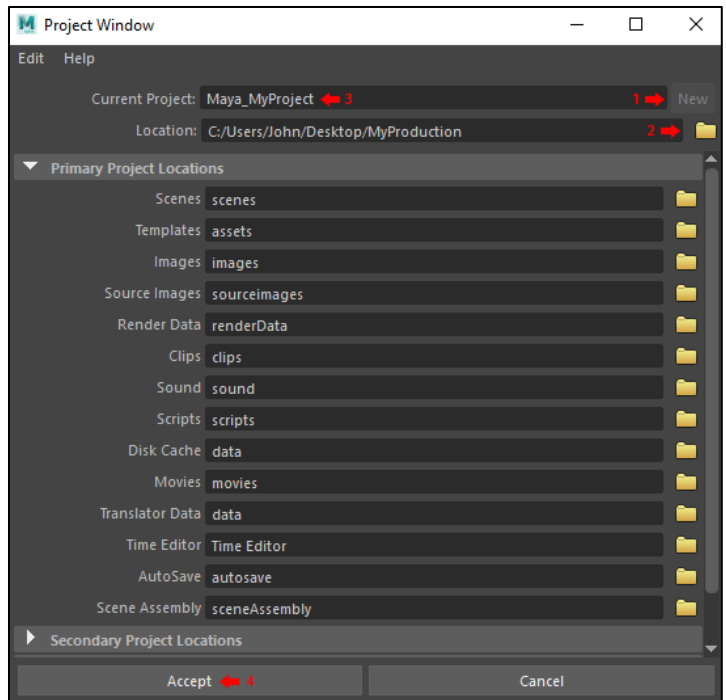 Project Window
Edit Help
Current Project: Maya_MyProject 3 1 New
Location: C:/Users/John/Desktop/MyProduction 2
Primary Project Locations
Scenes scenes
Templates assets
Images images
Source Images sourceimages
Render Data renderData
Clips clips
Sound sound
Scripts scripts
Disk Cache data
Movies movies
Translator Data data
Time Editor Time Editor
AutoSave autosave
Scene Assembly sceneAssembly
Secondary Project Locations
Accept 4 Cancel